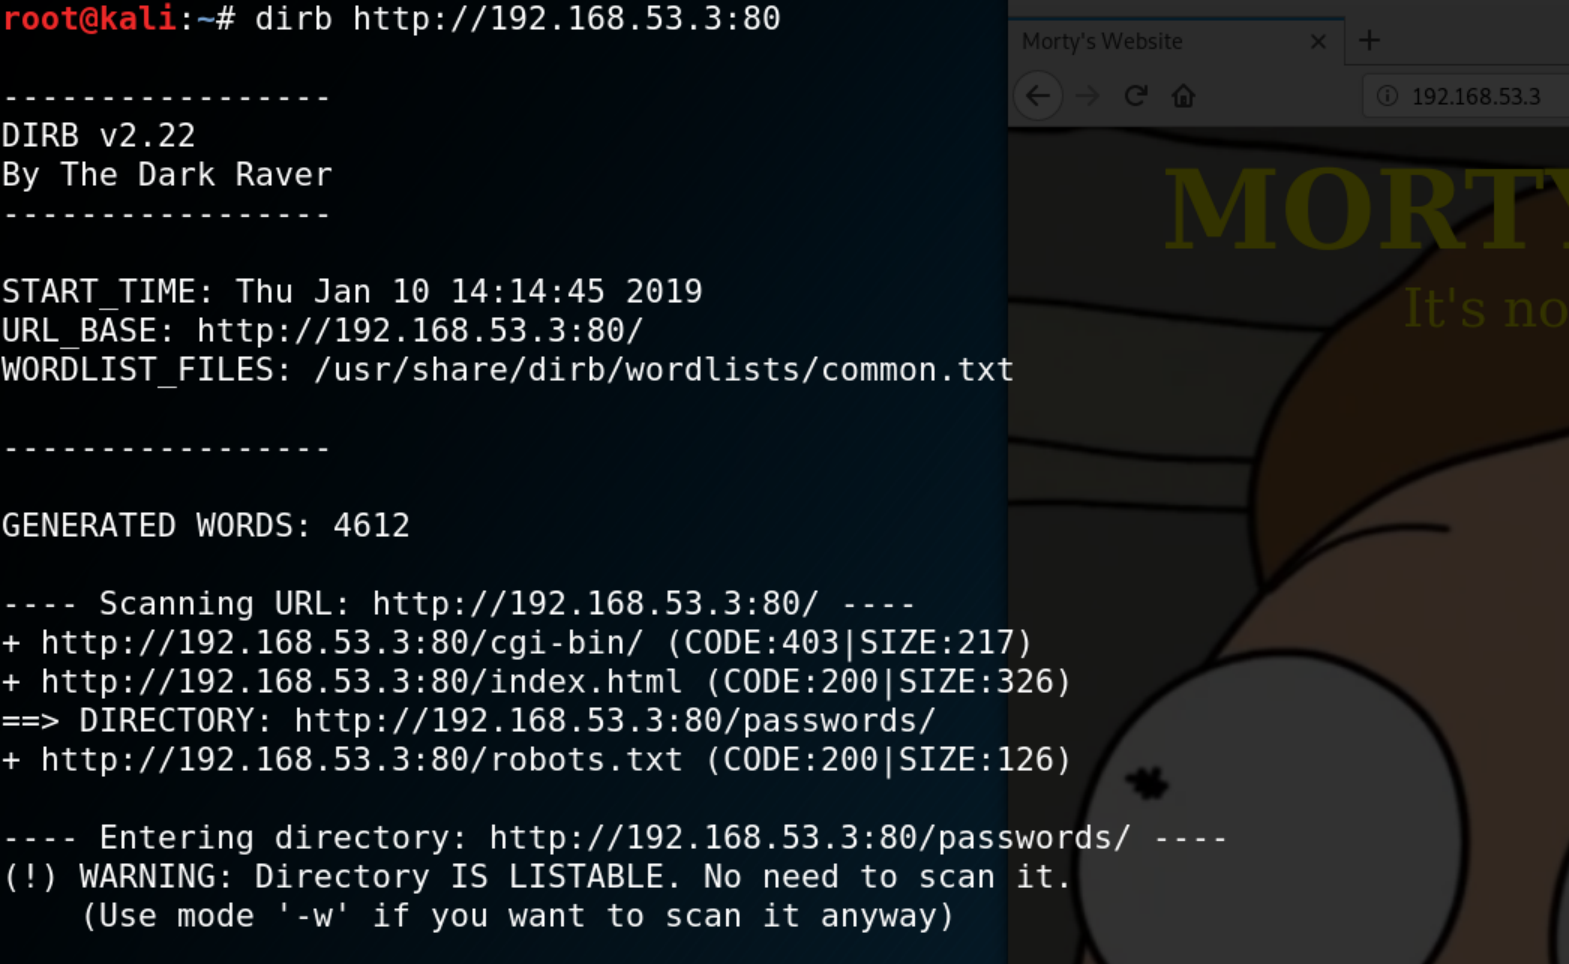 root@kali:~# dirb http://192.168.53.3:80
-----------------
DIRB v2.22
By The Dark Raver
-----------------
START_TIME: Thu Jan 10 14:14:45 2019
URL_BASE: http://192.168.53.3:80/
WORDLIST_FILES: /usr/share/dirb/wordlists/common.txt
-----------------
GENERATED WORDS: 4612
---- Scanning URL: http://192.168.53.3:80/ ----
+ http://192.168.53.3:80/cgi-bin/ (CODE:403|SIZE:217)
+ http://192.168.53.3:80/index.html (CODE:200|SIZE:326)
==> DIRECTORY: http://192.168.53.3:80/passwords/
+ http://192.168.53.3:80/robots.txt (CODE:200|SIZE:126)
---- Entering directory: http://192.168.53.3:80/passwords/ ----
(!) WARNING: Directory IS LISTABLE. No need to scan it.
(Use mode '-w' if you want to scan it anyway)
Morty's Website
192.168.53.3
MORTY
It's no